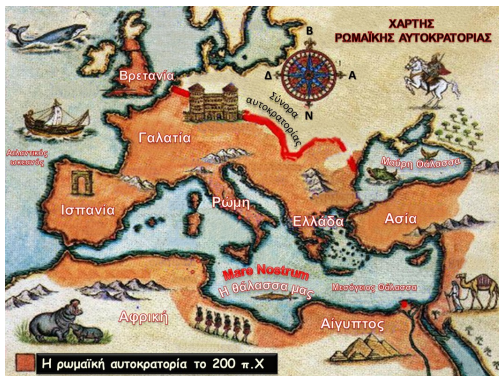 ΧΑΡΤΗΣ
ΡΩΜΑΪΚΗΣ ΑΥΤΟΚΡΑΤΟΡΙΑΣ
Β
Δ
Α
Ν
Βρετανία
Σύνορα
αυτοκρατορίας
Γαλατία
Ατλαντικός
ωκεανός
Μαύρη Θάλασσα
Ισπανία
Ρώμη
Ελλάδα
Ασία
Mare Nostrum
Η θάλασσα μας
Μεσόγειος Θάλασσα
Αφρική
Αίγυπτος
Η ρωμαϊκή αυτοκρατορία το 200 π.Χ